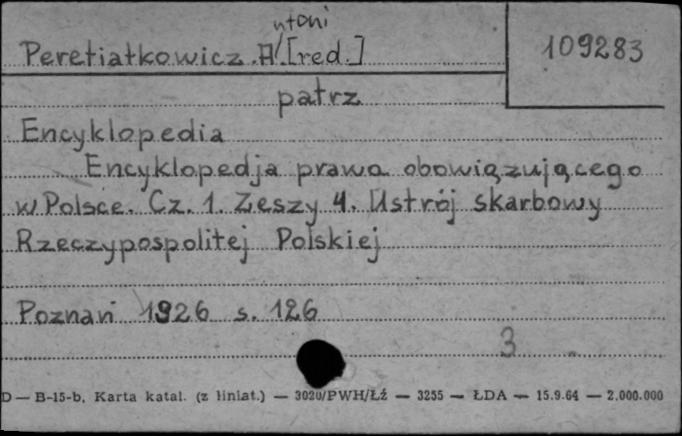 ntoni
Peretiatkowicz A/[red.] 109283
patrz
Encyklopedia
Encyklopedja prawa obowiązującego
w Polsce. Cz. 1. Zeszy 4. Ustrój skarbowy
Rzeczypospolitej Polskiej
Poznań 1926 s. 126
3
D — B-15-b, Karta katal. (z liniat.) — 3020/PWH/Łź — 3255 — ŁDA — 15.9.64 — 2.000.000